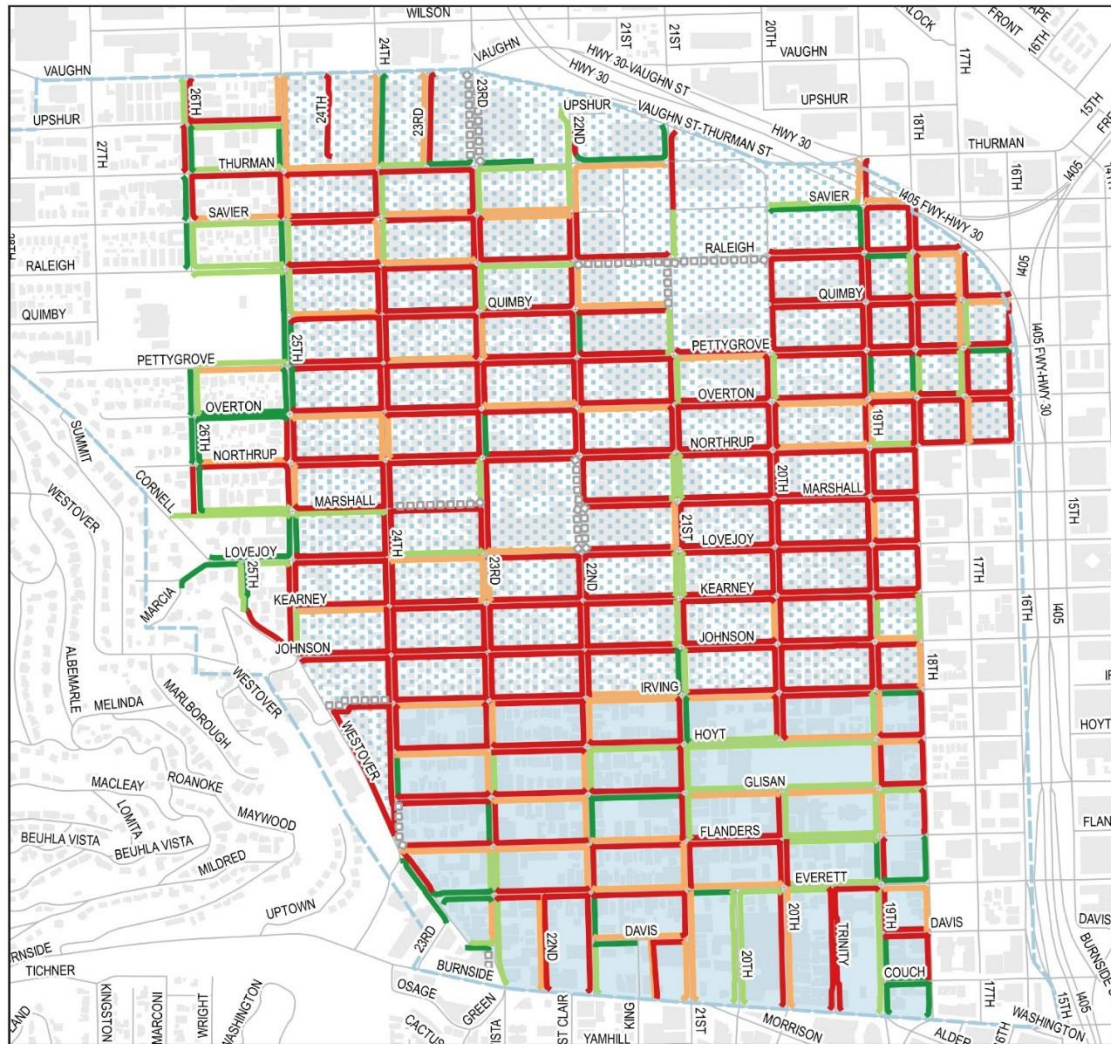 WILSON
24TH
21ST
21ST
20TH
17TH
FRONT
16TH
VAUGHN
VAUGHN
23RD
HWY 30-VAUGHN ST
HWY 30
VAUGHN
15TH
26TH
24TH
23RD
UPSHUR
22ND
VAUGHN ST-THURMAN ST
HWY 30
UPSHUR
18TH
UPSHUR
27TH
THURMAN
THURMAN
16TH
I405
SAVIER
SAVIER
I405 FWY-HWY 30
RALEIGH
RALEIGH
I405
QUIMBY
QUIMBY
QUIMBY
25TH
PETTYGROVE
PETTYGROVE
I405 FWY-HWY 30
OVERTON
OVERTON
26TH
19TH
SUMMIT
NORTHRUP
NORTHRUP
20TH
CORNELL
WESTOVER
MARSHALL
MARSHALL
15TH
24TH
21ST
LOVEJOY
LOVEJOY
25TH
23RD
22ND
17TH
MARCIA
KEARNEY
KEARNEY
16TH
I405
JOHNSON
JOHNSON
ALBEMARLE
WESTOVER
18TH
IRVING
MELINDA
MARLBOROUGH
WESTOVER
HOYT
HOYT
MACLEAY
ROANOKE
GLISAN
LOMITA
MAYWOOD
BEUHLA VISTA
BEUHLA VISTA
FLANDERS
MILDRED
EVERETT
UPTOWN
23RD
22ND
DAVIS
20TH
20TH
TRINITY
19TH
DAVIS
DAVIS
TICHNER
BURNSIDE
COUCH
17TH
15TH
KINGSTON
MARCONI
WRIGHT
WASHINGTON
OSAGE
GREEN
CACTUS
KING
YAMHILL
21ST
MORRISON
ALDER
16TH
WASHINGTON
I405